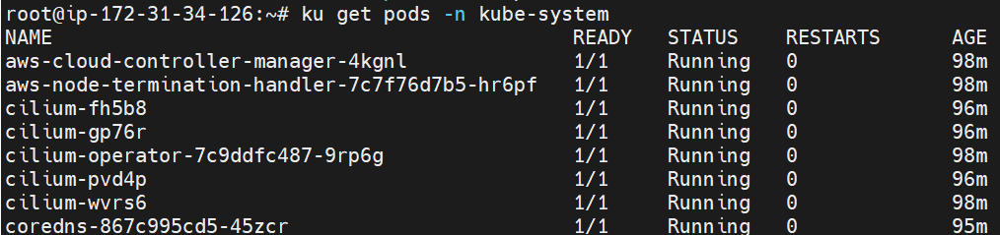 root@ip-172-31-34-126:~# ku get pods -n kube-system
NAME READY STATUS RESTARTS AGE
aws-cloud-controller-manager-4kgnl 1/1 Running 0 98m
aws-node-termination-handler-7c7f76d7b5-hr6pf 1/1 Running 0 98m
cilium-fh5b8 1/1 Running 0 96m
cilium-gp76r 1/1 Running 0 96m
cilium-operator-7c9ddfc487-9rp6g 1/1 Running 0 98m
cilium-pvd4p 1/1 Running 0 96m
cilium-wvrs6 1/1 Running 0 98m
coredns-867c995cd5-45zcr 1/1 Running 0 95m